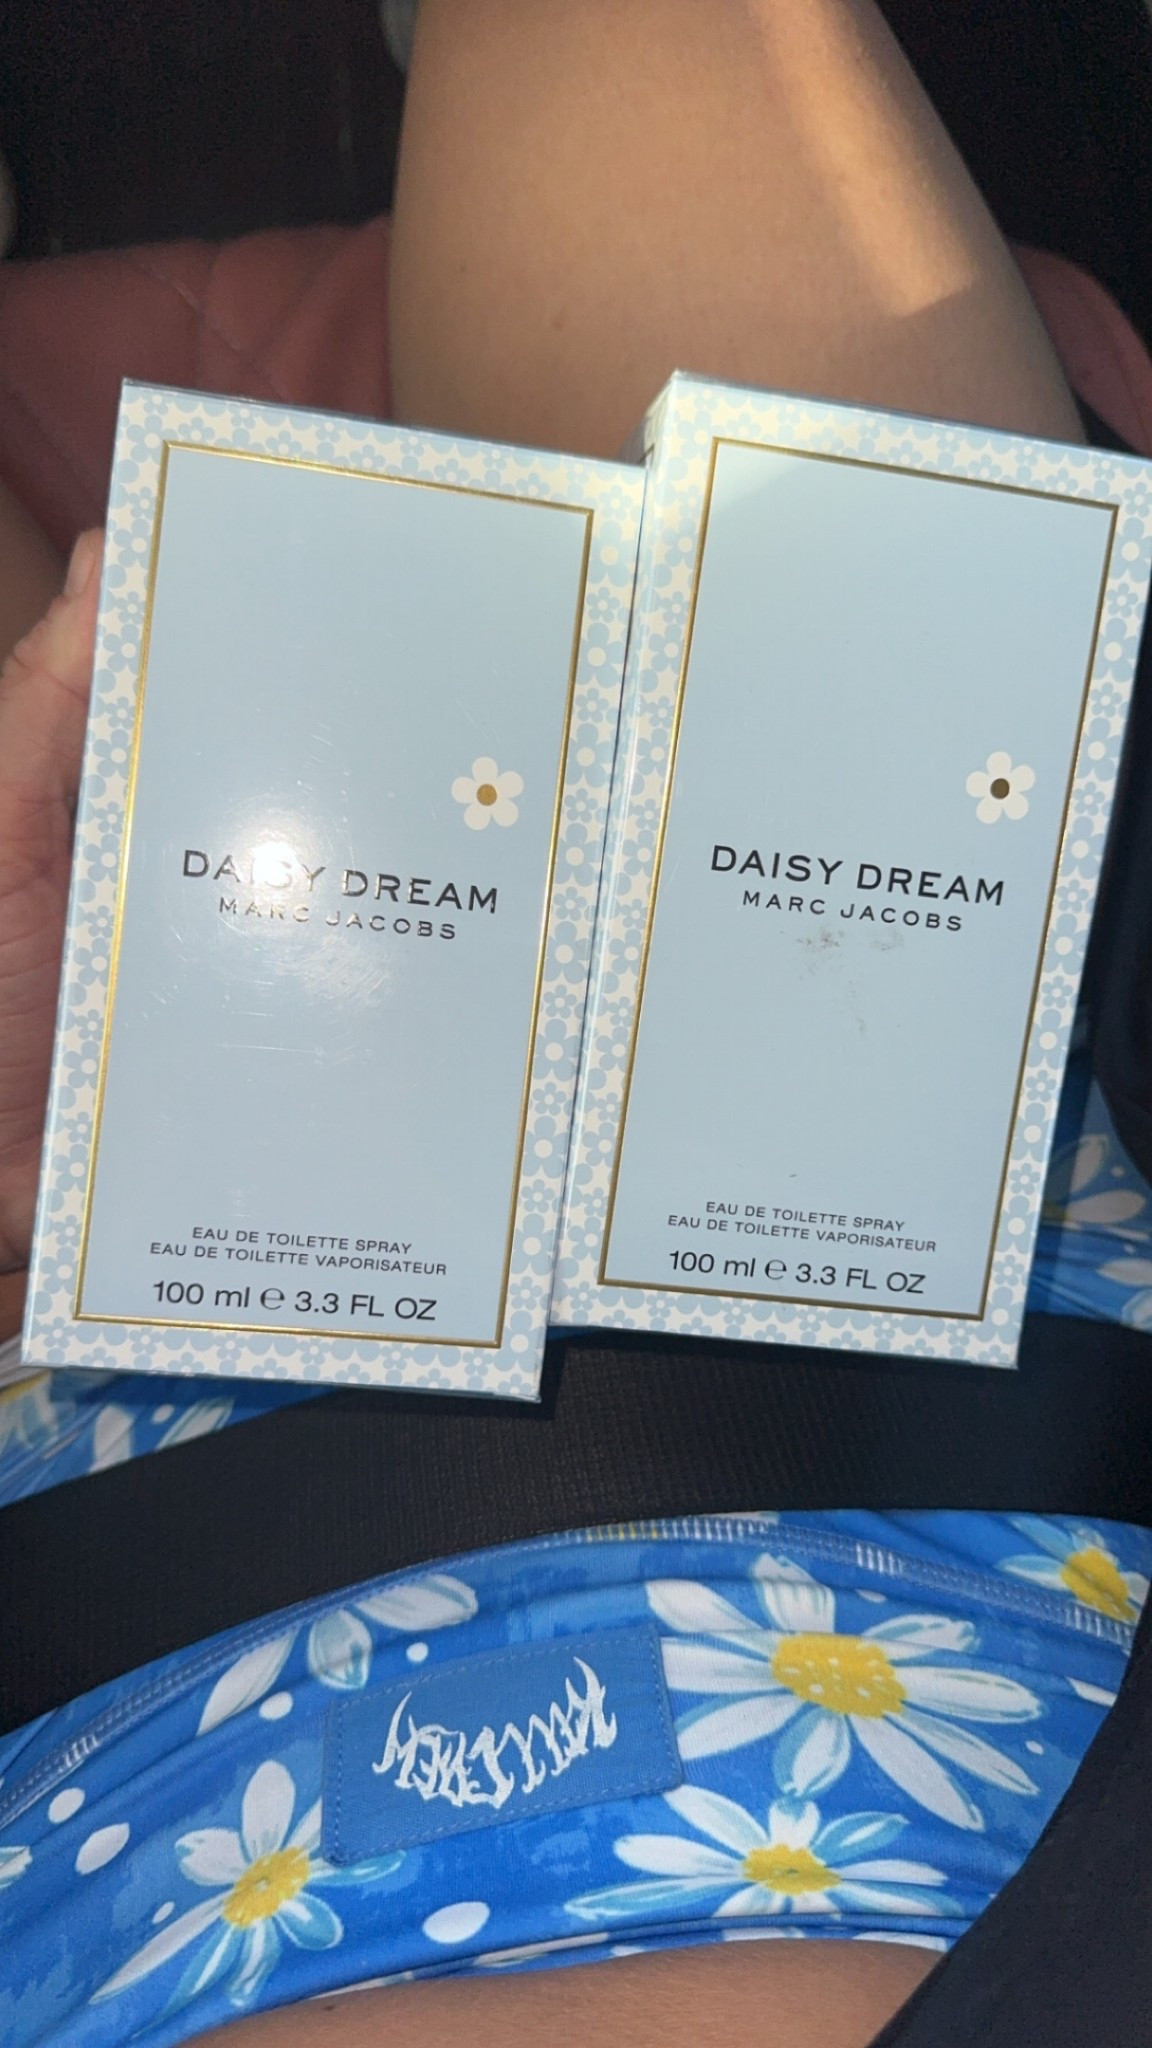 DAISY DREAM
MARC JACOBS
EAU DE TOILETTE SPRAY
EAU DE TOILETTE VAPORISATEUR
100 ml e 3.3 FL OZ
DAISY DREAM
MARC JACOBS
EAU DE TOILETTE SPRAY
EAU DE TOILETTE VAPORISATEUR
100 ml e 3.3 FL OZ